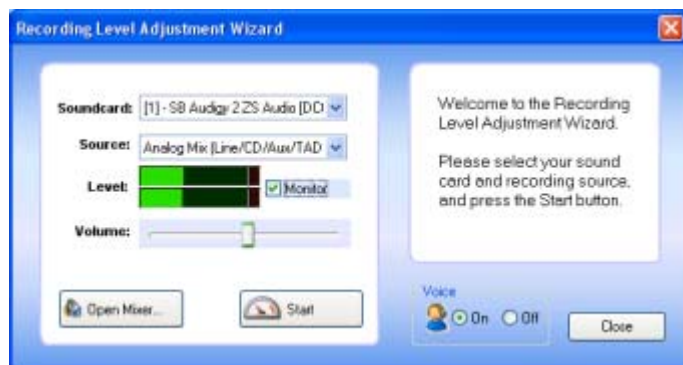 Recording Level Adjustment Wizard
Soundcard: [1] - SB Audigy 2 ZS Audio [DC(
Source: Analog Mix (Line/CD/Aux/TAD
Level: Monitor
Volume:
Open Mixer... Start
Welcome to the Recording
Level Adjustment Wizard.
Please select your sound
card and recording source,
and press the Start button.
Voice
On Off
Close